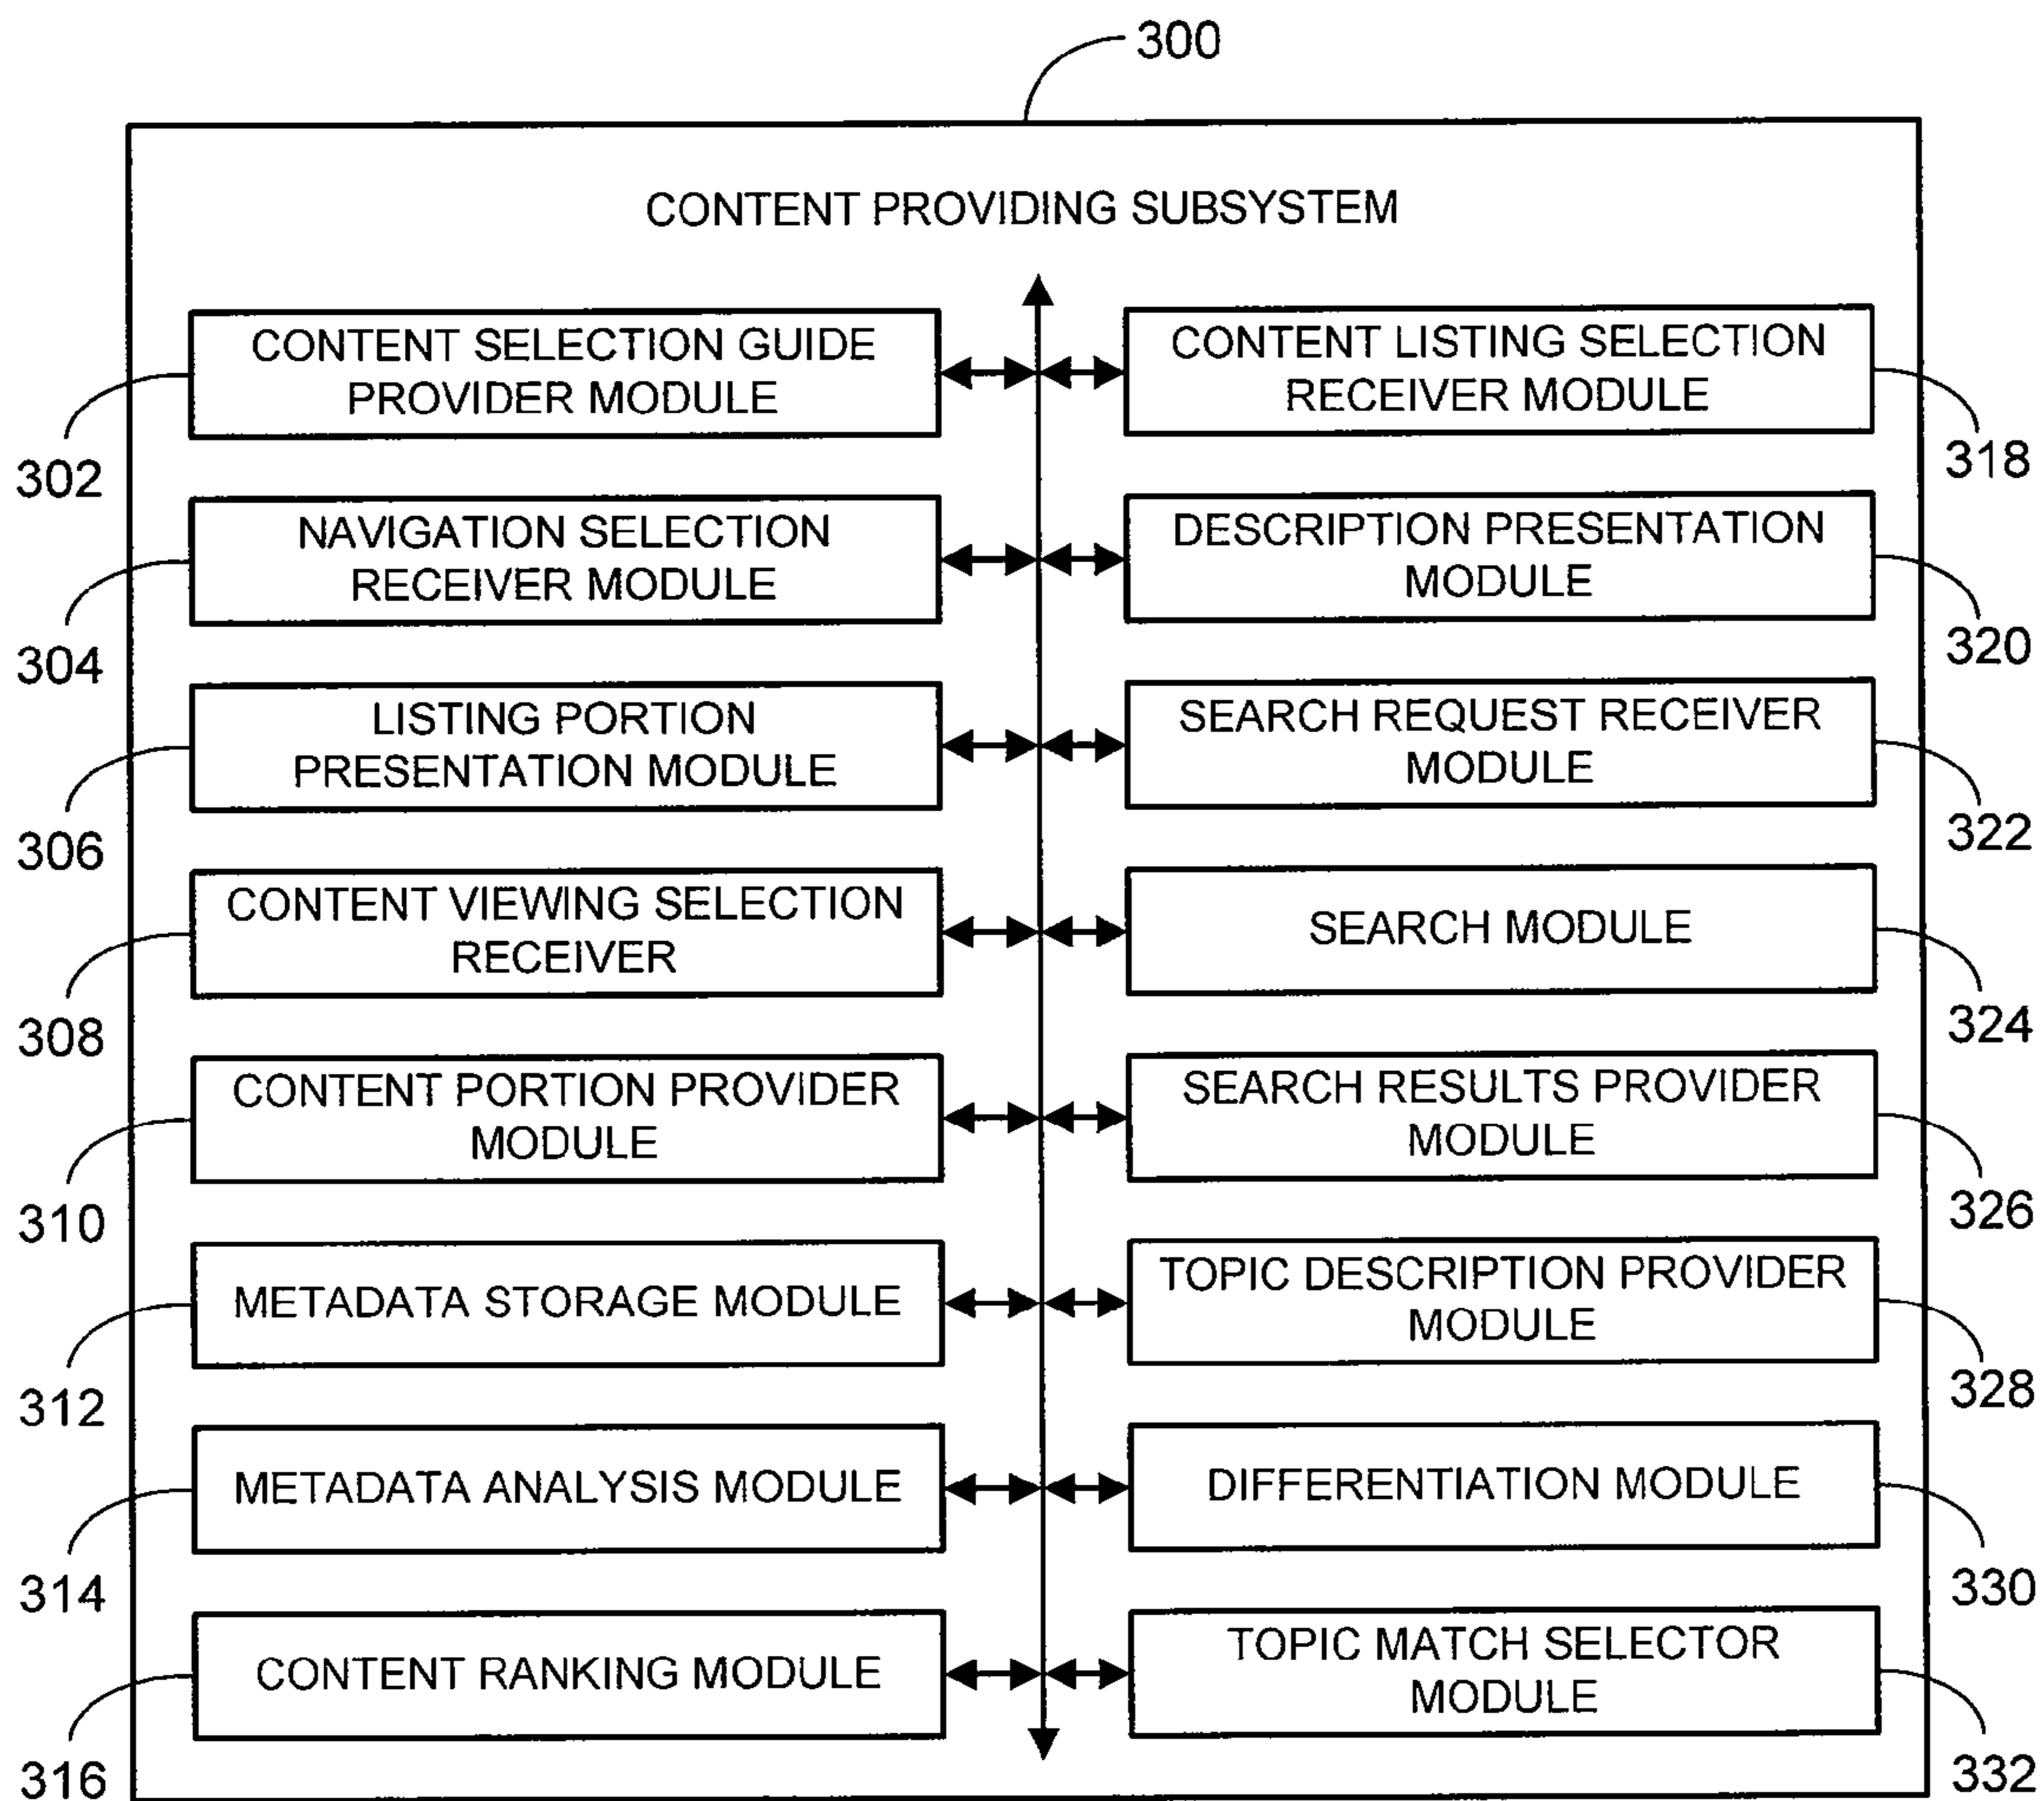 300
CONTENT PROVIDING SUBSYSTEM
CONTENT SELECTION GUIDE
PROVIDER MODULE
302
NAVIGATION SELECTION
RECEIVER MODULE
304
LISTING PORTION
PRESENTATION MODULE
306
CONTENT VIEWING SELECTION
RECEIVER
308
CONTENT PORTION PROVIDER
MODULE
310
METADATA STORAGE MODULE
312
METADATA ANALYSIS MODULE
314
CONTENT RANKING MODULE
316
CONTENT LISTING SELECTION
RECEIVER MODULE
318
DESCRIPTION PRESENTATION
MODULE
320
SEARCH REQUEST RECEIVER
MODULE
322
SEARCH MODULE
324
SEARCH RESULTS PROVIDER
MODULE
326
TOPIC DESCRIPTION PROVIDER
MODULE
328
DIFFERENTIATION MODULE
330
TOPIC MATCH SELECTOR
MODULE
332